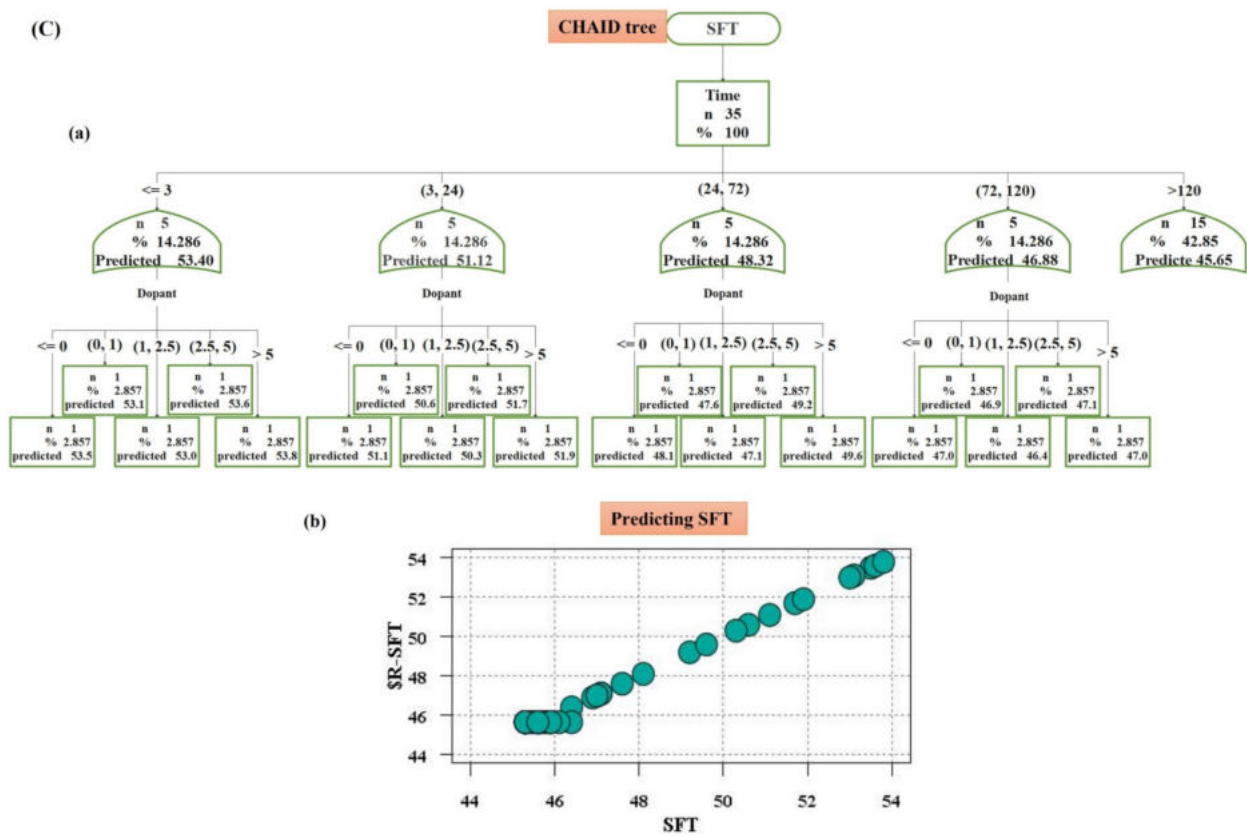 (C)
CHAID tree
SFT
Time
n 35
% 100
(a)
<= 3
(3, 24)
(24, 72)
(72, 120)
>120
n 5
% 14.286
Predicted 53.40
n 5
% 14.286
Predicted 51.12
n 5
% 14.286
Predicted 48.32
n 5
% 14.286
Predicted 46.88
n 15
% 42.85
Predicte 45.65
Dopant
Dopant
Dopant
Dopant
<= 0 (0, 1) (1, 2.5) (2.5, 5) > 5
<= 0 (0, 1) (1, 2.5) (2.5, 5) > 5
<= 0 (0, 1) (1, 2.5) (2.5, 5) > 5
<= 0 (0, 1) (1, 2.5) (2.5, 5) > 5
n 1
% 2.857
predicted 53.1
n 1
% 2.857
predicted 53.6
n 1
% 2.857
predicted 50.6
n 1
% 2.857
predicted 51.7
n 1
% 2.857
predicted 47.6
n 1
% 2.857
predicted 49.2
n 1
% 2.857
predicted 46.9
n 1
% 2.857
predicted 47.1
n 1
% 2.857
predicted 53.5
n 1
% 2.857
predicted 53.0
n 1
% 2.857
predicted 53.8
n 1
% 2.857
predicted 51.1
n 1
% 2.857
predicted 50.3
n 1
% 2.857
predicted 51.9
n 1
% 2.857
predicted 48.1
n 1
% 2.857
predicted 47.1
n 1
% 2.857
predicted 49.6
n 1
% 2.857
predicted 47.0
n 1
% 2.857
predicted 46.4
n 1
% 2.857
predicted 47.0
(b)
Predicting SFT
$R-SFT
54
52
50
48
46
44
44 46 48 50 52 54
SFT